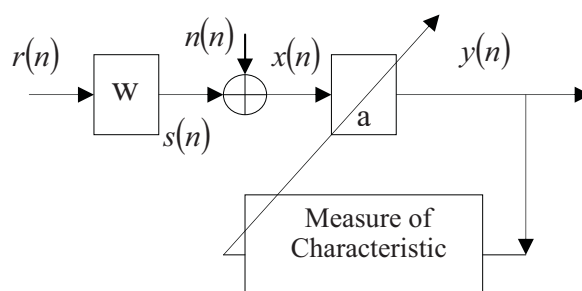 n(n)
r(n)
x(n)
y(n)
W
s(n)
a
Measure of
Characteristic